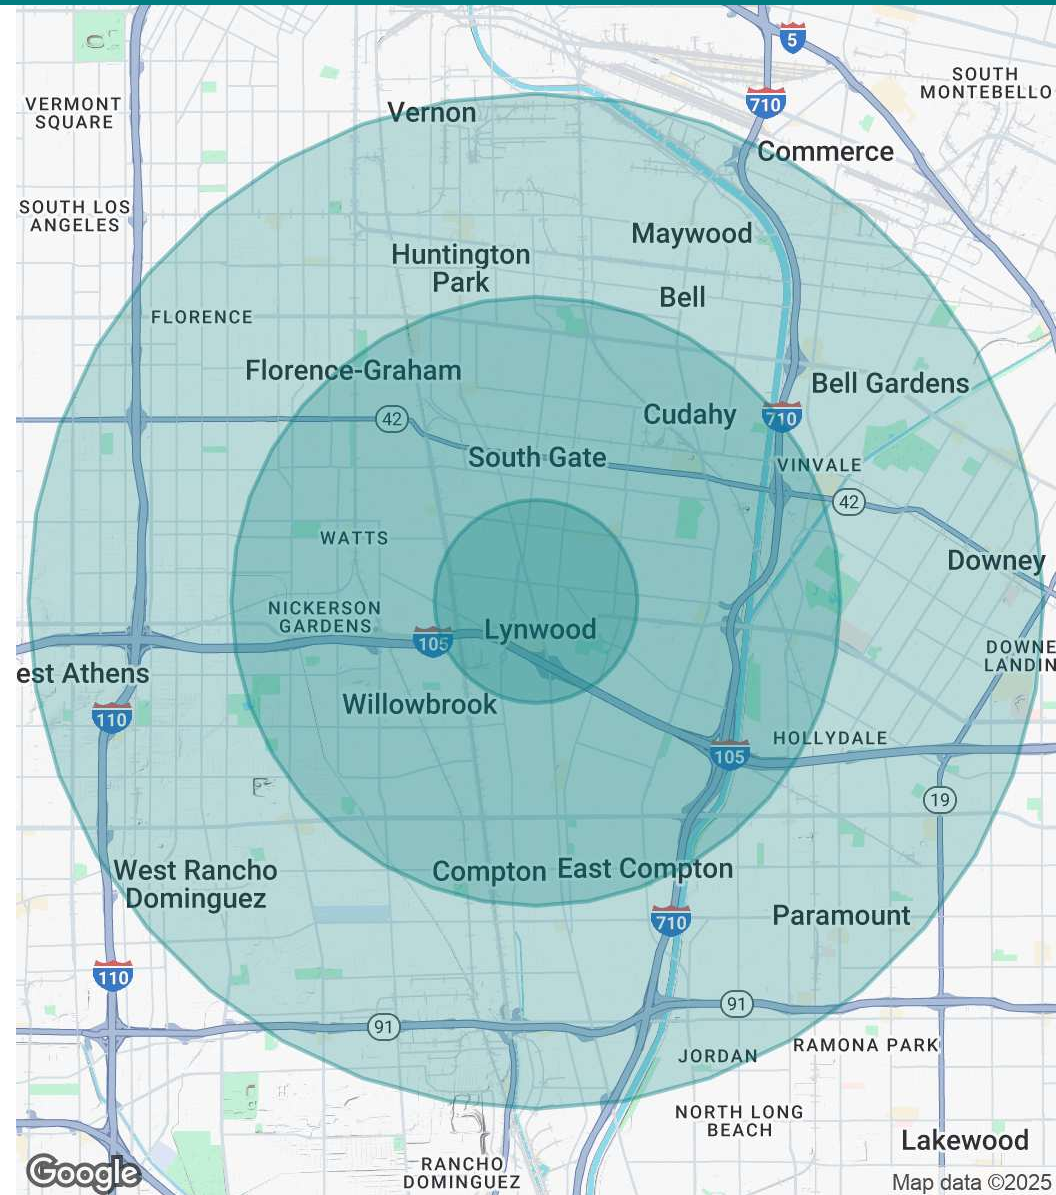 5
SOUTH
MONTEBELLO
VERMONT
SQUARE
710
Vernon
Commerce
SOUTH LOS
ANGELES
Maywood
Huntington
Park
Bell
FLORENCE
Florence-Graham
Bell Gardens
42
Cudahy
710
South Gate
VINVALE
42
WATTS
Downey
NICKERSON
GARDENS
Lynwood
105
DOWNE
LANDIN
est Athens
Willowbrook
110
HOLLYDALE
105
19
West Rancho
Dominguez
Compton
East Compton
Paramount
710
110
91
91
JORDAN
RAMONA PARK
NORTH LONG
BEACH
Lakewood
RANCHO
DOMINGUEZ
Google
Map data ©2025